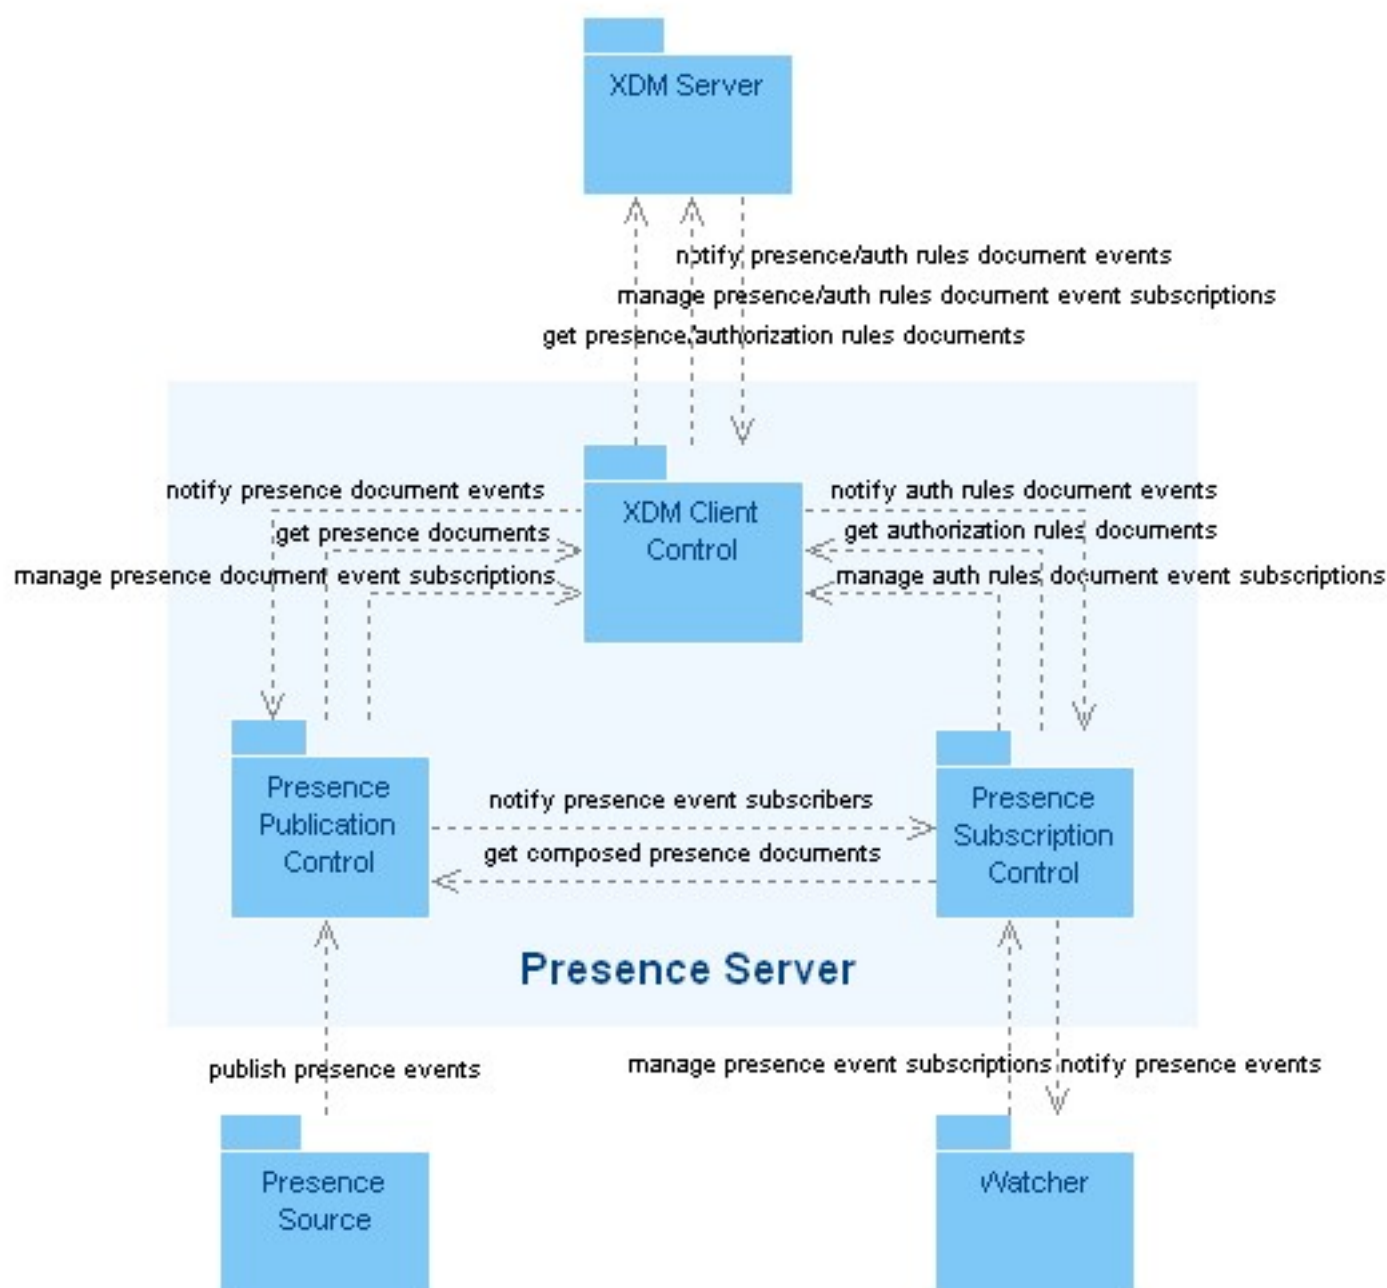 XDM Server
notify presence/auth rules document events
manage presence/auth rules document event subscriptions
get presence/authorization rules documents
notify presence document events
get presence documents
manage presence document event subscriptions
XDM Client
Control
notify auth rules document events
get authorization rules documents
manage auth rules document event subscriptions
Presence
Publication
Control
notify presence event subscribers
get composed presence documents
Presence
Subscription
Control
Presence Server
publish presence events
manage presence event subscriptions
notify presence events
Presence
Source
Watcher